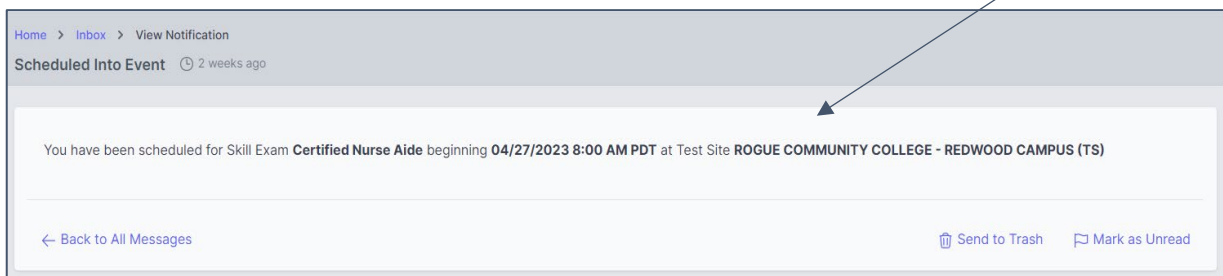 Home > Inbox > View Notification
Scheduled Into Event 2 weeks ago
You have been scheduled for Skill Exam Certified Nurse Aide beginning 04/27/2023 8:00 AM PDT at Test Site ROGUE COMMUNITY COLLEGE - REDWOOD CAMPUS (TS)
← Back to All Messages Send to Trash Mark as Unread